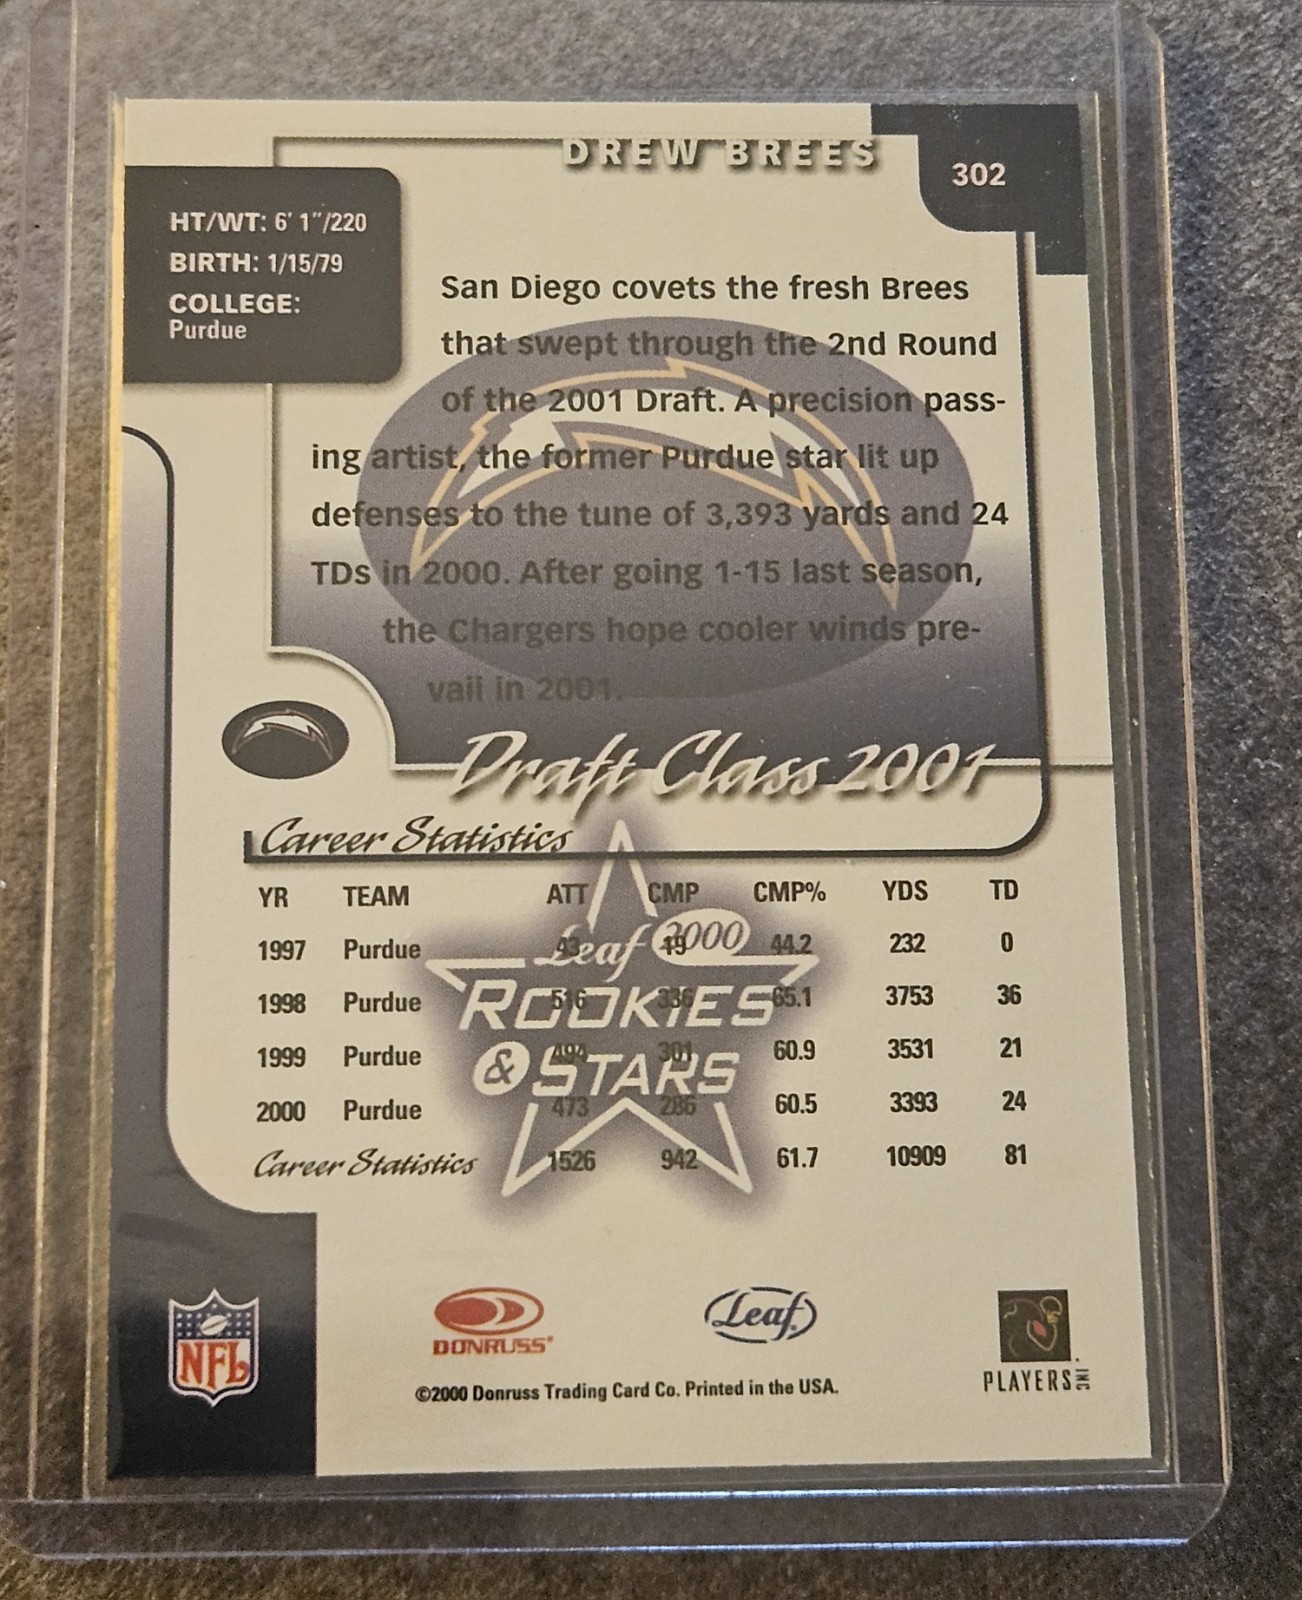 DREW BREES
302
HT/WT: 6' 1"/220
BIRTH: 1/15/79
COLLEGE:
Purdue
San Diego covets the fresh Brees
that swept through the 2nd Round
of the 2001 Draft. A precision pass-
ing artist, the former Purdue star lit up
defenses to the tune of 3,393 yards and 24
TDs in 2000. After going 1-15 last season,
the Chargers hope cooler winds pre-
vail in 2001.
Draft Class 2001
Career Statistics
YR TEAM ATT CMP CMP% YDS TD
1997 Purdue 43 19 44.2 232 0
1998 Purdue 516 336 65.1 3753 36
1999 Purdue 494 301 60.9 3531 21
2000 Purdue 473 286 60.5 3393 24
Career Statistics 1526 942 61.7 10909 81
Leaf 2000
ROOKIES
& STARS
NFL
DONRUSS
Leaf
PLAYERS INC
©2000 Donruss Trading Card Co. Printed in the USA.